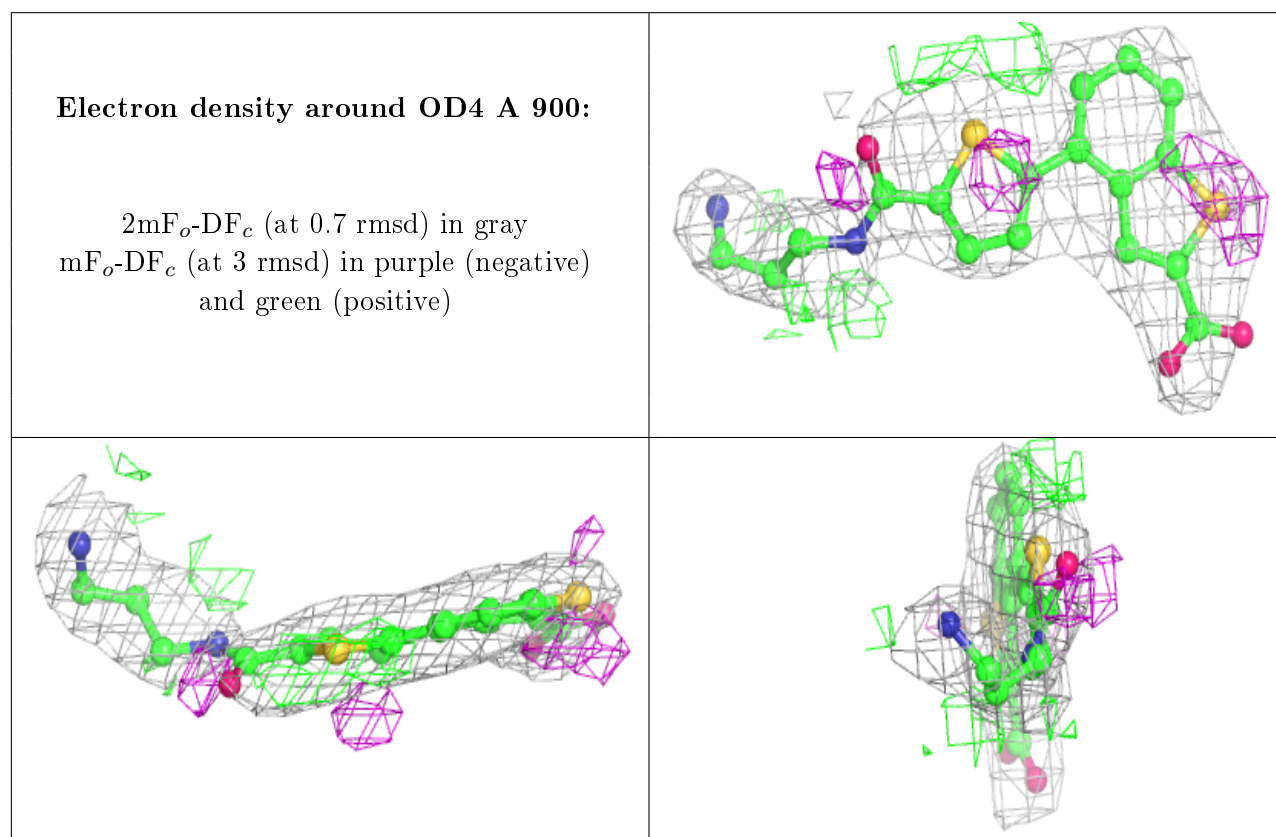 Electron density around OD4 A 900:
2mFo-DFc (at 0.7 rmsd) in gray
mFo-DFc (at 3 rmsd) in purple (negative)
and green (positive)